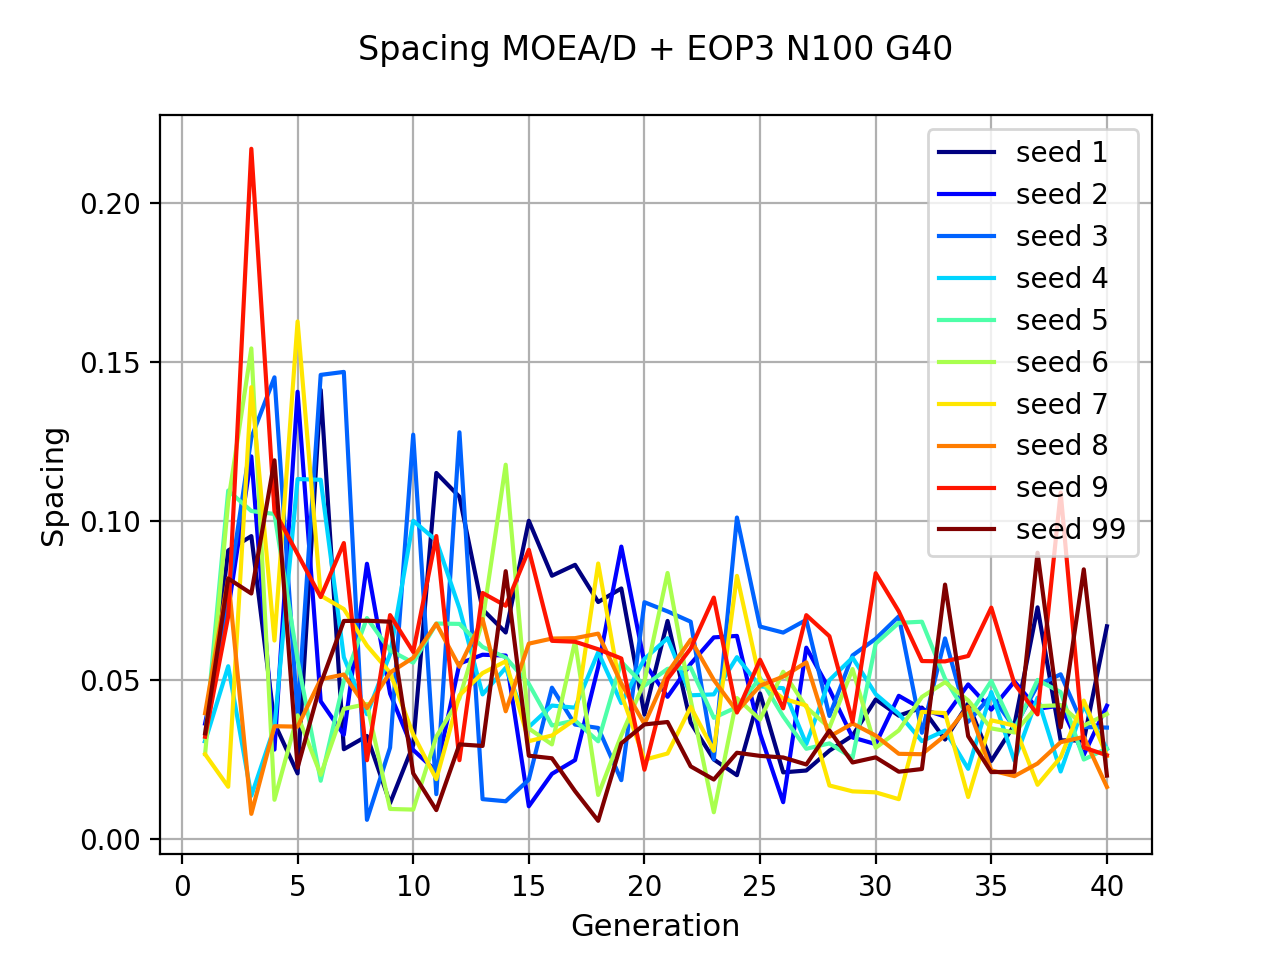 Spacing MOEA/D + EOP3 N100 G40
seed 1
seed 2
seed 3
seed 4
seed 5
seed 6
seed 7
seed 8
seed 9
seed 99
0.20
0.15
0.10
0.05
0.00
Spacing
0 5 10 15 20 25 30 35 40
Generation